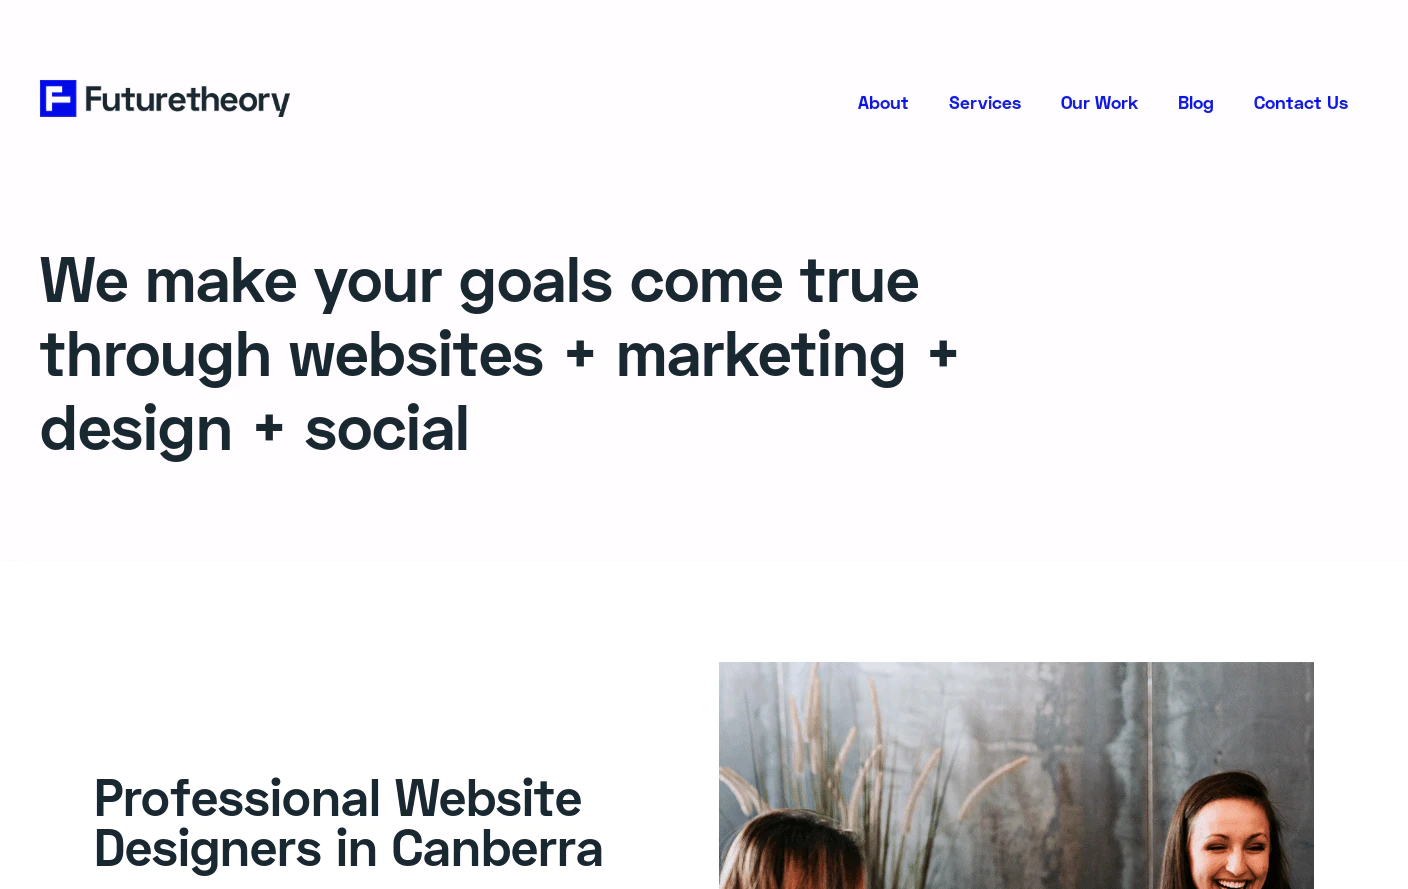 Futuretheory
About Services Our Work Blog Contact Us
We make your goals come true
through websites + marketing +
design + social
Professional Website
Designers in Canberra